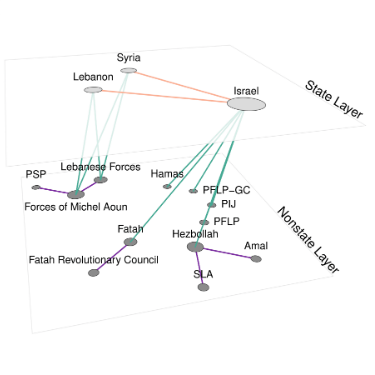 Syria
Lebanon
Israel
State Layer
Lebanese Forces
PSP
Hamas
PFLP-GC
Forces of Michel Aoun
PIJ
PFLP
Fatah
Hezbollah
Amal
Fatah Revolutionary Council
SLA
Nonstate Layer